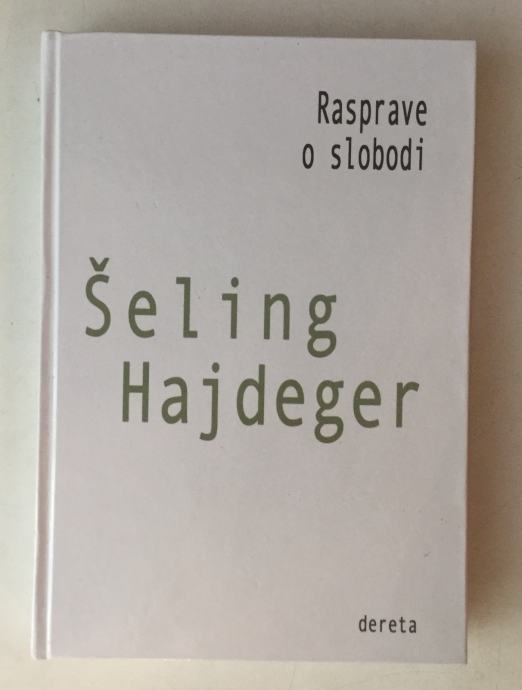 Rasprave
o slobodi
Šeling
Hajdeger
dereta